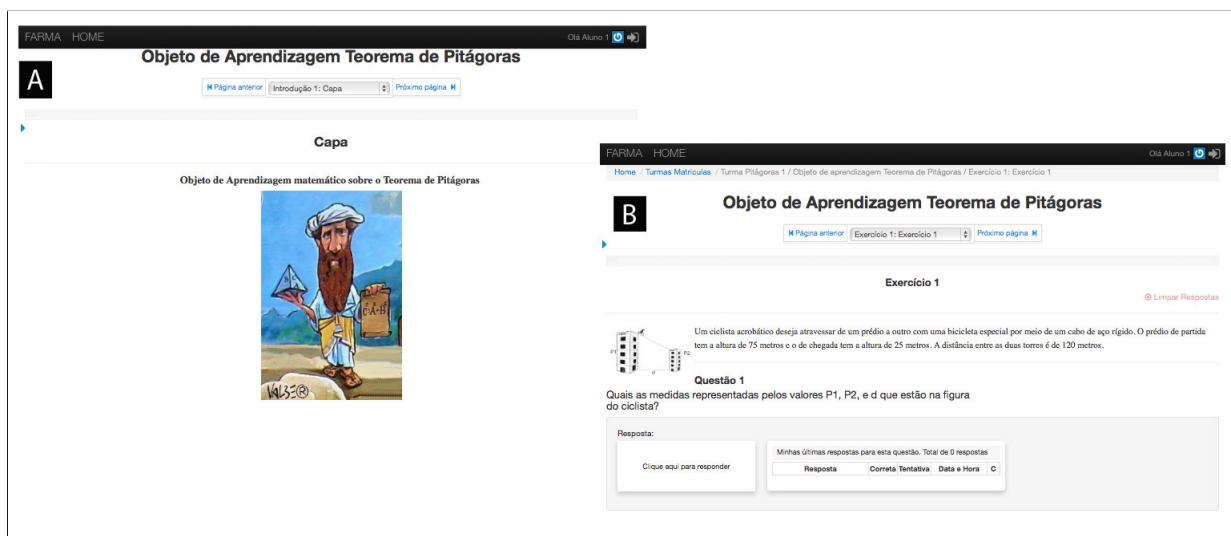 FARMA HOME
Olá Aluno 1
Objeto de Aprendizagem Teorema de Pitágoras
A
Página anterior
Introdução 1: Capa
Próximo página
Capa
Objeto de Aprendizagem matemático sobre o Teorema de Pitágoras
FARMA HOME
Olá Aluno 1
Home / Turmas Matriculas / Turma Pitágoras 1 / Objeto de aprendizagem Teorema de Pitágoras / Exercício 1: Exercício 1
B
Objeto de Aprendizagem Teorema de Pitágoras
Página anterior
Exercício 1: Exercício 1
Próximo página
Exercício 1
Limpar Respostas
Um ciclista acrobático deseja atravessar de um prédio a outro com uma bicicleta especial por meio de um cabo de aço rígido. O prédio de partida
tem a altura de 75 metros e o de chegada tem a altura de 25 metros. A distância entre as duas torres é de 120 metros.
P1
P2
d
Questão 1
Quais as medidas representadas pelos valores P1, P2, e d que estão na figura
do ciclista?
Resposta:
Clique aqui para responder
Minhas últimas respostas para esta questão. Total de 0 respostas
Resposta Correta Tentativa Data e Hora C